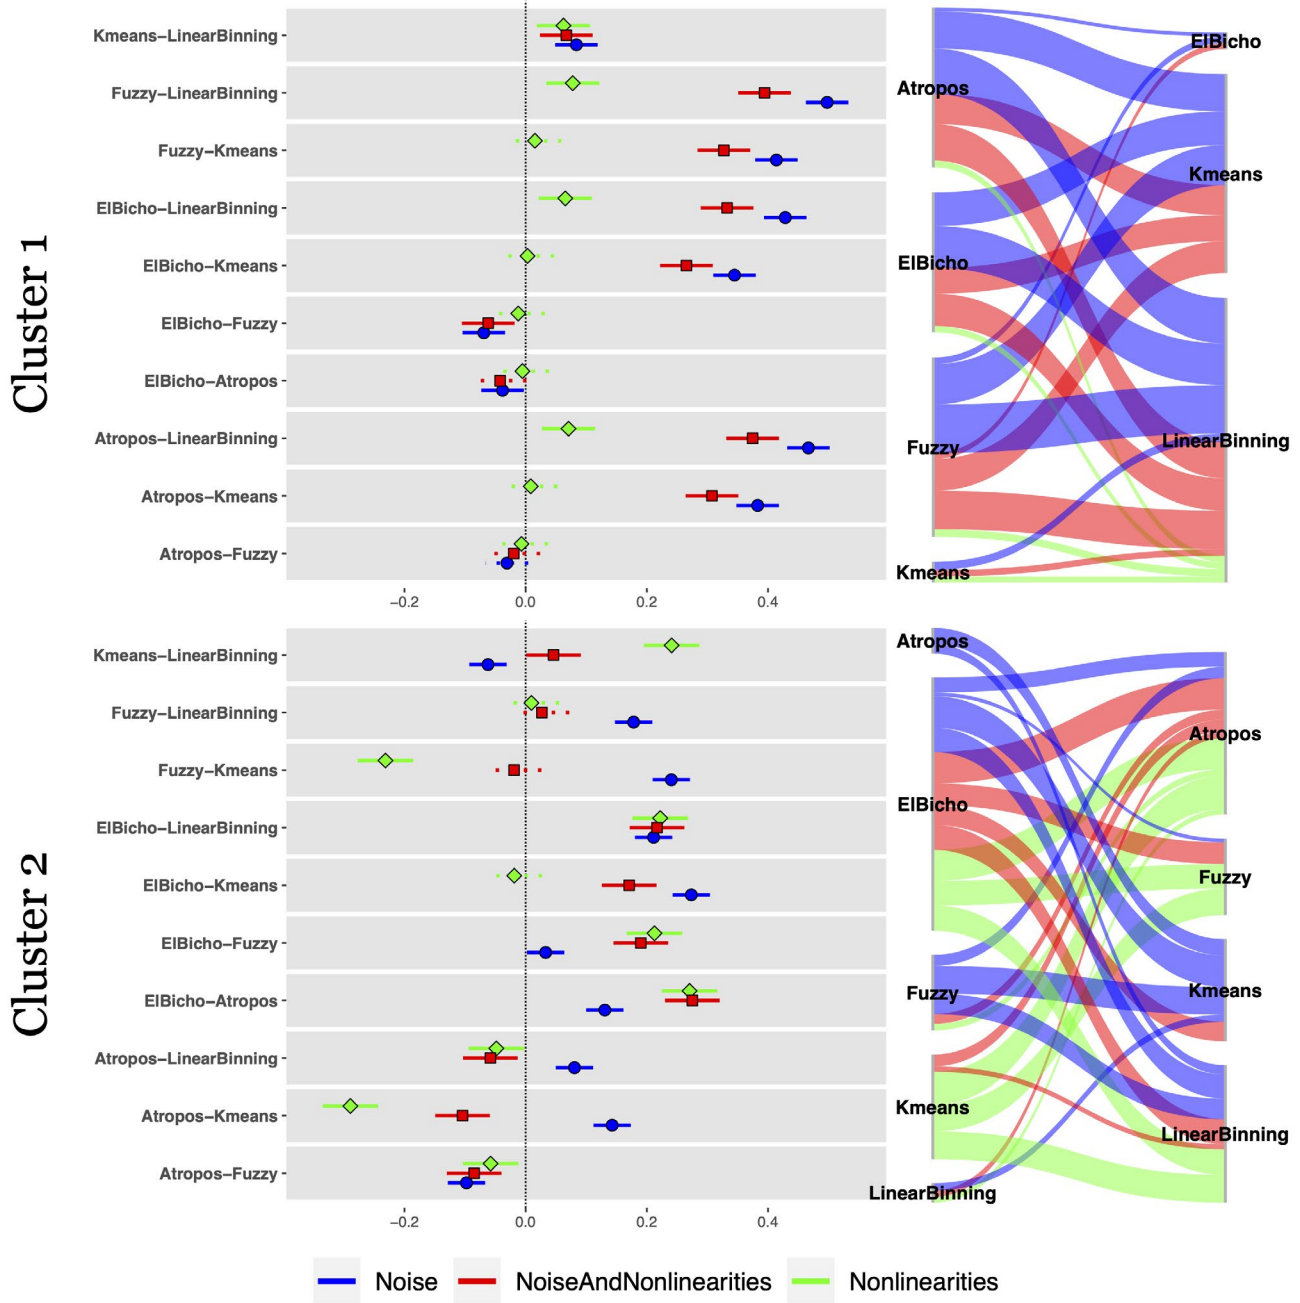 Cluster 1
Kmeans−LinearBinning
Fuzzy−LinearBinning
Fuzzy−Kmeans
ElBicho−LinearBinning
ElBicho−Kmeans
ElBicho−Fuzzy
ElBicho−Atropos
Atropos−LinearBinning
Atropos−Kmeans
Atropos−Fuzzy
−0.2 0.0 0.2 0.4
Atropos
ElBicho
Fuzzy
Kmeans
ElBicho
Kmeans
LinearBinning
Cluster 2
Kmeans−LinearBinning
Fuzzy−LinearBinning
Fuzzy−Kmeans
ElBicho−LinearBinning
ElBicho−Kmeans
ElBicho−Fuzzy
ElBicho−Atropos
Atropos−LinearBinning
Atropos−Kmeans
Atropos−Fuzzy
−0.2 0.0 0.2 0.4
Atropos
ElBicho
Fuzzy
Kmeans
LinearBinning
Atropos
Fuzzy
Kmeans
LinearBinning
Noise NoiseAndNonlinearities Nonlinearities